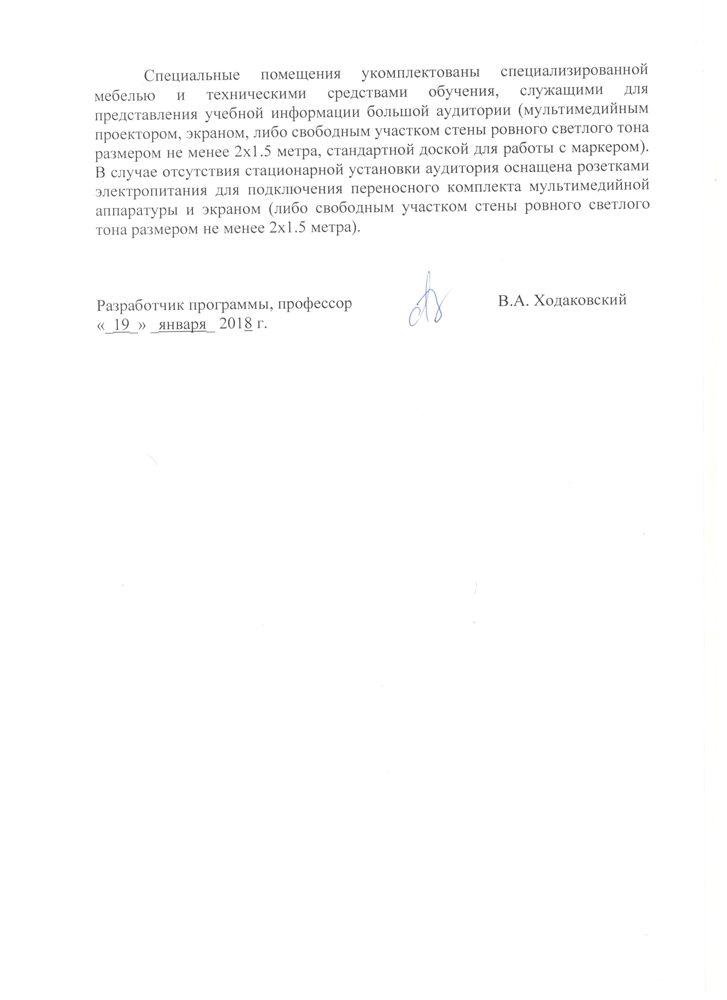 Специальные помещения укомплектованы специализированной
мебелью и техническими средствами обучения, служащими для
представления учебной информации большой аудитории (мультимедийным
проектором, экраном, либо свободным участком стены ровного светлого тона
размером не менее 2х1.5 метра, стандартной доской для работы с маркером).
В случае отсутствия стационарной установки аудитория оснащена розетками
электропитания для подключения переносного комплекта мультимедийной
аппаратуры и экраном (либо свободным участком стены ровного светлого
тона размером не менее 2х1.5 метра).
Разработчик программы, профессор В.А. Ходаковский
«_19_» _января_ 2018 г.